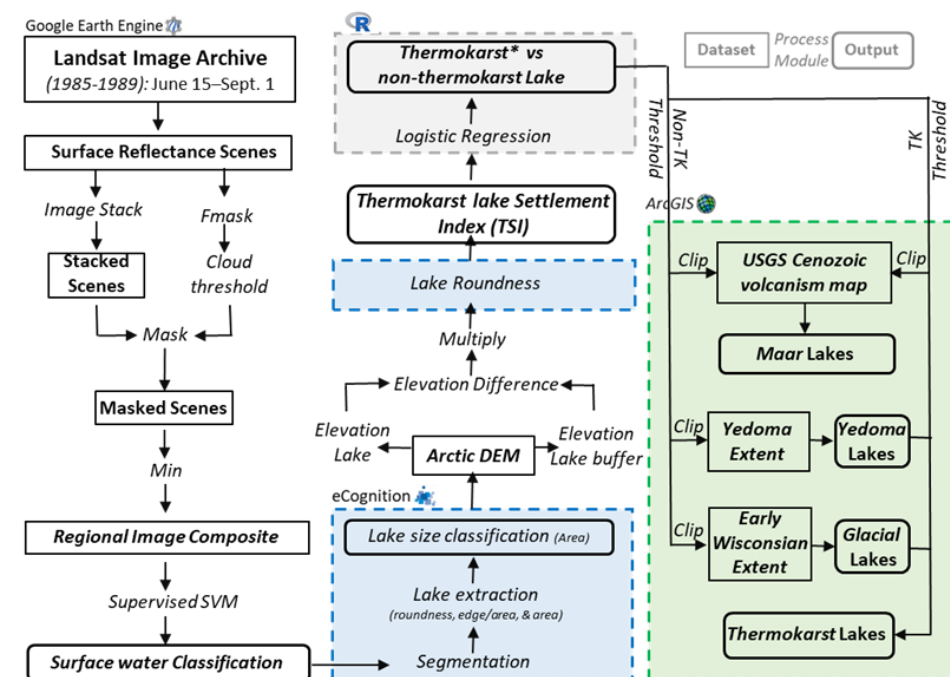 Google Earth Engine
Landsat Image Archive
(1985-1989): June 15–Sept. 1
Surface Reflectance Scenes
Image Stack
Fmask
Stacked
Scenes
Cloud
threshold
Mask
Masked Scenes
Min
Regional Image Composite
Supervised SVM
Surface water Classification
R
Thermokarst* vs
non-thermokarst Lake
Logistic Regression
Thermokarst lake Settlement
Index (TSI)
Lake Roundness
Multiply
Elevation Difference
Elevation
Lake
Arctic DEM
Elevation
Lake buffer
eCognition
Lake size classification (Area)
Lake extraction
(roundness, edge/area, & area)
Segmentation
Dataset
Process
Module
Output
Non-TK
Threshold
TK
Threshold
ArcGIS
Clip
USGS Cenozoic
volcanism map
Clip
Maar Lakes
Clip
Yedoma
Extent
Yedoma
Lakes
Clip
Early
Wisconsian
Extent
Glacial
Lakes
Thermokarst Lakes